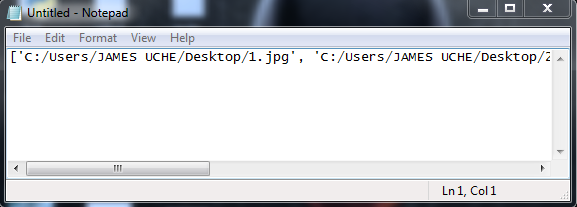 Untitled - Notepad
File Edit Format View Help
['C:/Users/JAMES UCHE/Desktop/1.jpg', 'C:/Users/JAMES UCHE/Desktop/2
Ln 1, Col 1